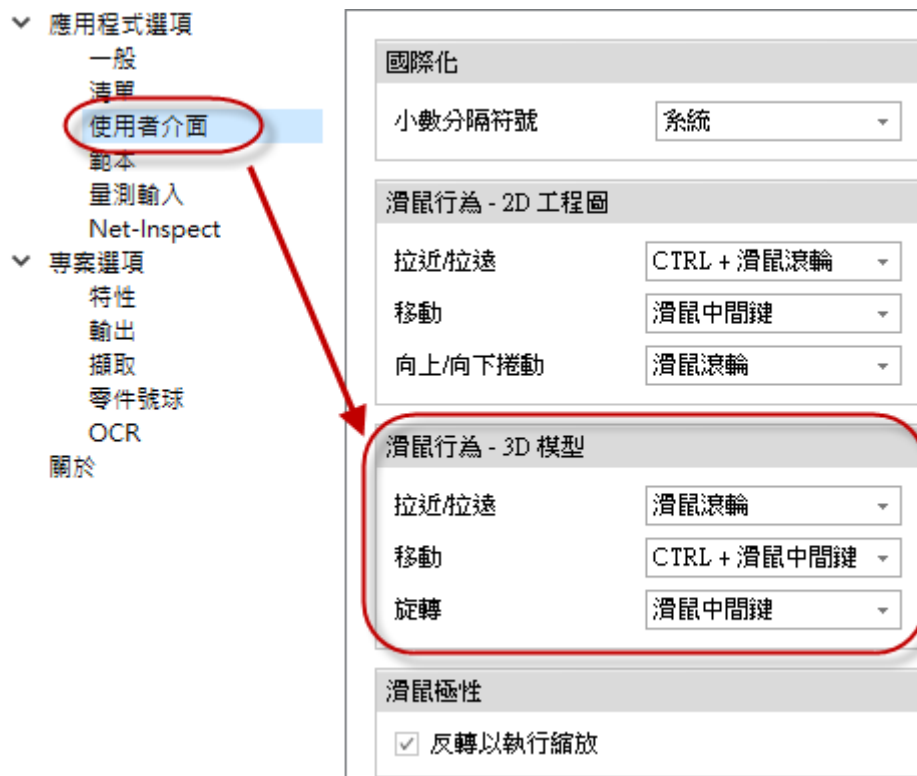 應用程式選項
一般
清單
使用者介面
範本
量測輸入
Net-Inspect
專案選項
特性
輸出
擷取
零件號球
OCR
關於
國際化
小數分隔符號 系統
滑鼠行為 - 2D 工程圖
拉近/拉遠 CTRL + 滑鼠滾輪
移動 滑鼠中間鍵
向上/向下捲動 滑鼠滾輪
滑鼠行為 - 3D 模型
拉近/拉遠 滑鼠滾輪
移動 CTRL + 滑鼠中間鍵
旋轉 滑鼠中間鍵
滑鼠極性
反轉以執行縮放